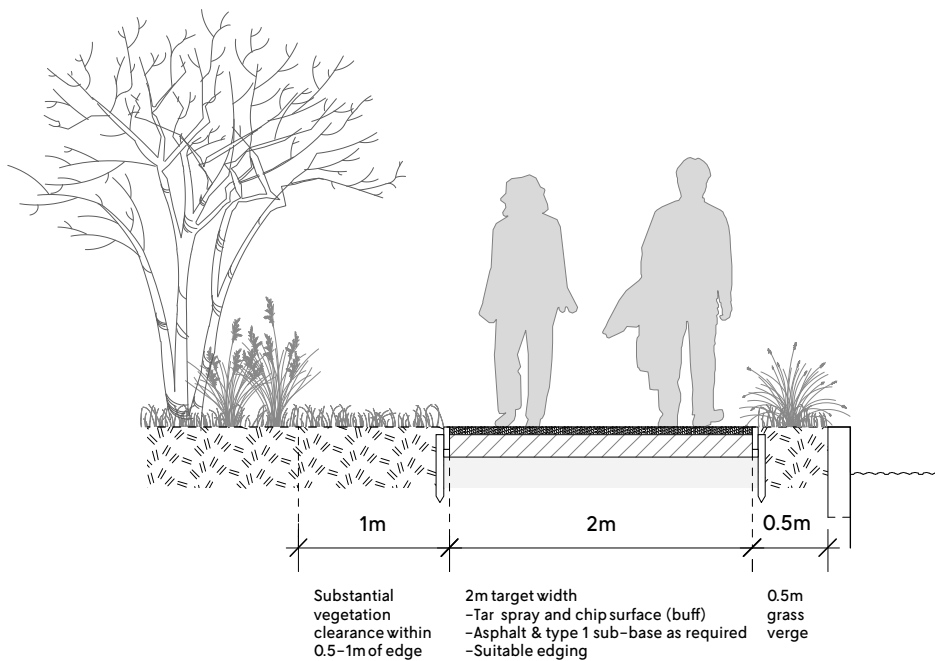 1m
2m
0.5m
Substantial
vegetation
clearance within
0.5-1m of edge
2m target width
-Tar spray and chip surface (buff)
-Asphalt & type 1 sub-base as required
-Suitable edging
0.5m
grass
verge